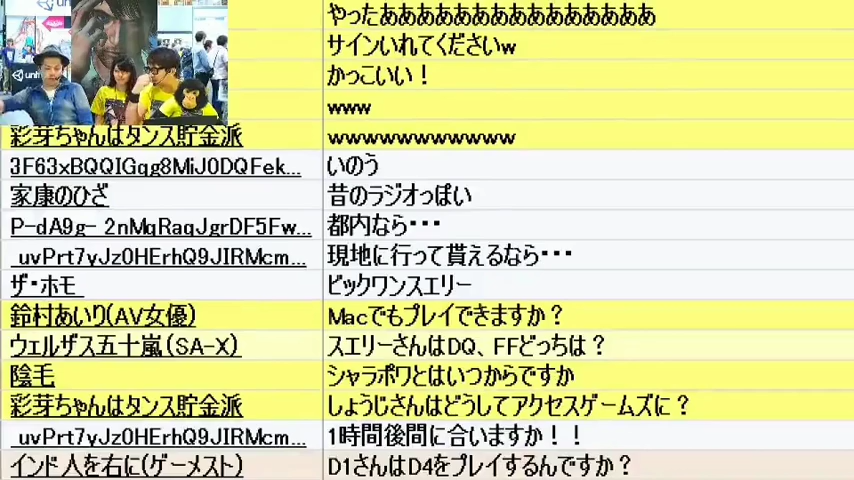 やったあああああああああああああああ
サインいれてくださいw
かっこいい！
www
彩芽ちゃんはタンス貯金派 wwwwwwwwwww
3F63xBQQIGqg8MiJ0DQFek... いのう
家康のひざ 昔のラジオっぽい
P-dA9g- 2nMqRaqJgrDF5Fw... 都内なら・・・
_uvPrt7yJz0HErhQ9JIRMcm... 現地に行って貰えるなら・・・
ザ・ホモ ビックワンスエリー
鈴村あいり(AV女優) Macでもプレイできますか？
ウェルザス五十嵐(SA-X) スエリーさんはDQ、FFどっちは？
陰毛 シャラポワとはいつからですか
彩芽ちゃんはタンス貯金派 しょうじさんはどうしてアクセスゲームズに？
_uvPrt7yJz0HErhQ9JIRMcm... 1時間後間に合いますか！！
インド人を右に(ゲーメスト) D1さんはD4をプレイするんですか？